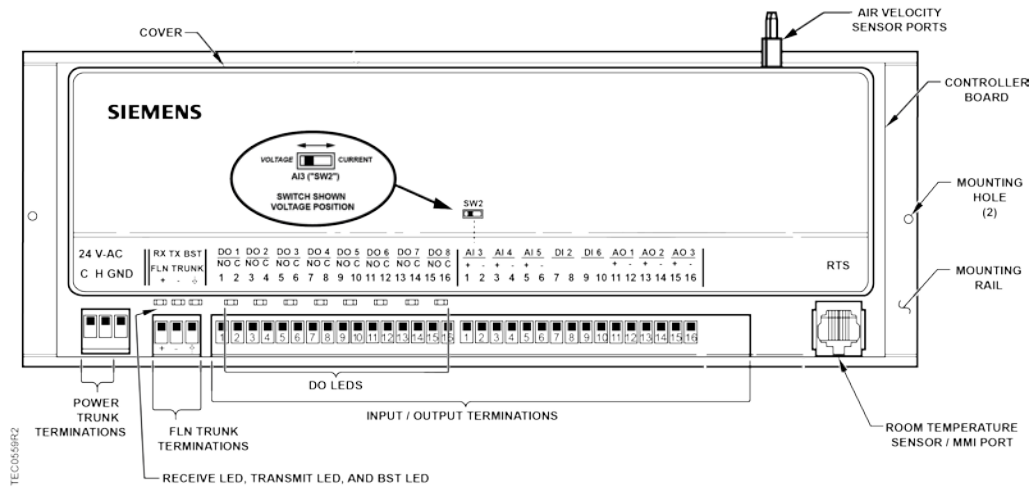 AIR VELOCITY
SENSOR PORTS
COVER
CONTROLLER
BOARD
SIEMENS
VOLTAGE
CURRENT
AI3 ("SW2")
SWITCH SHOWN
VOLTAGE POSITION
SW2
MOUNTING
HOLE
(2)
24 V-AC
C H GND
RX TX BST
FLN TRUNK
+ - ⏚
DO 1 DO 2 DO 3 DO 4 DO 5 DO 6 DO 7 DO 8
NO C NO C NO C NO C NO C NO C NO C NO C
1 2 3 4 5 6 7 8 9 10 11 12 13 14 15 16
AI 3 AI 4 AI 5 DI 2 DI 6 AO 1 AO 2 AO 3
+ - + - + - + - + - + -
1 2 3 4 5 6 7 8 9 10 11 12 13 14 15 16
RTS
MOUNTING
RAIL
+ - ⏚
1 2 3 4 5 6 7 8 9 10 11 12 13 14 15 16
1 2 3 4 5 6 7 8 9 10 11 12 13 14 15 16
DO LEDS
POWER
TRUNK
TERMINATIONS
FLN TRUNK
TERMINATIONS
INPUT / OUTPUT TERMINATIONS
ROOM TEMPERATURE
SENSOR / MMI PORT
RECEIVE LED, TRANSMIT LED, AND BST LED
TEC0559R2